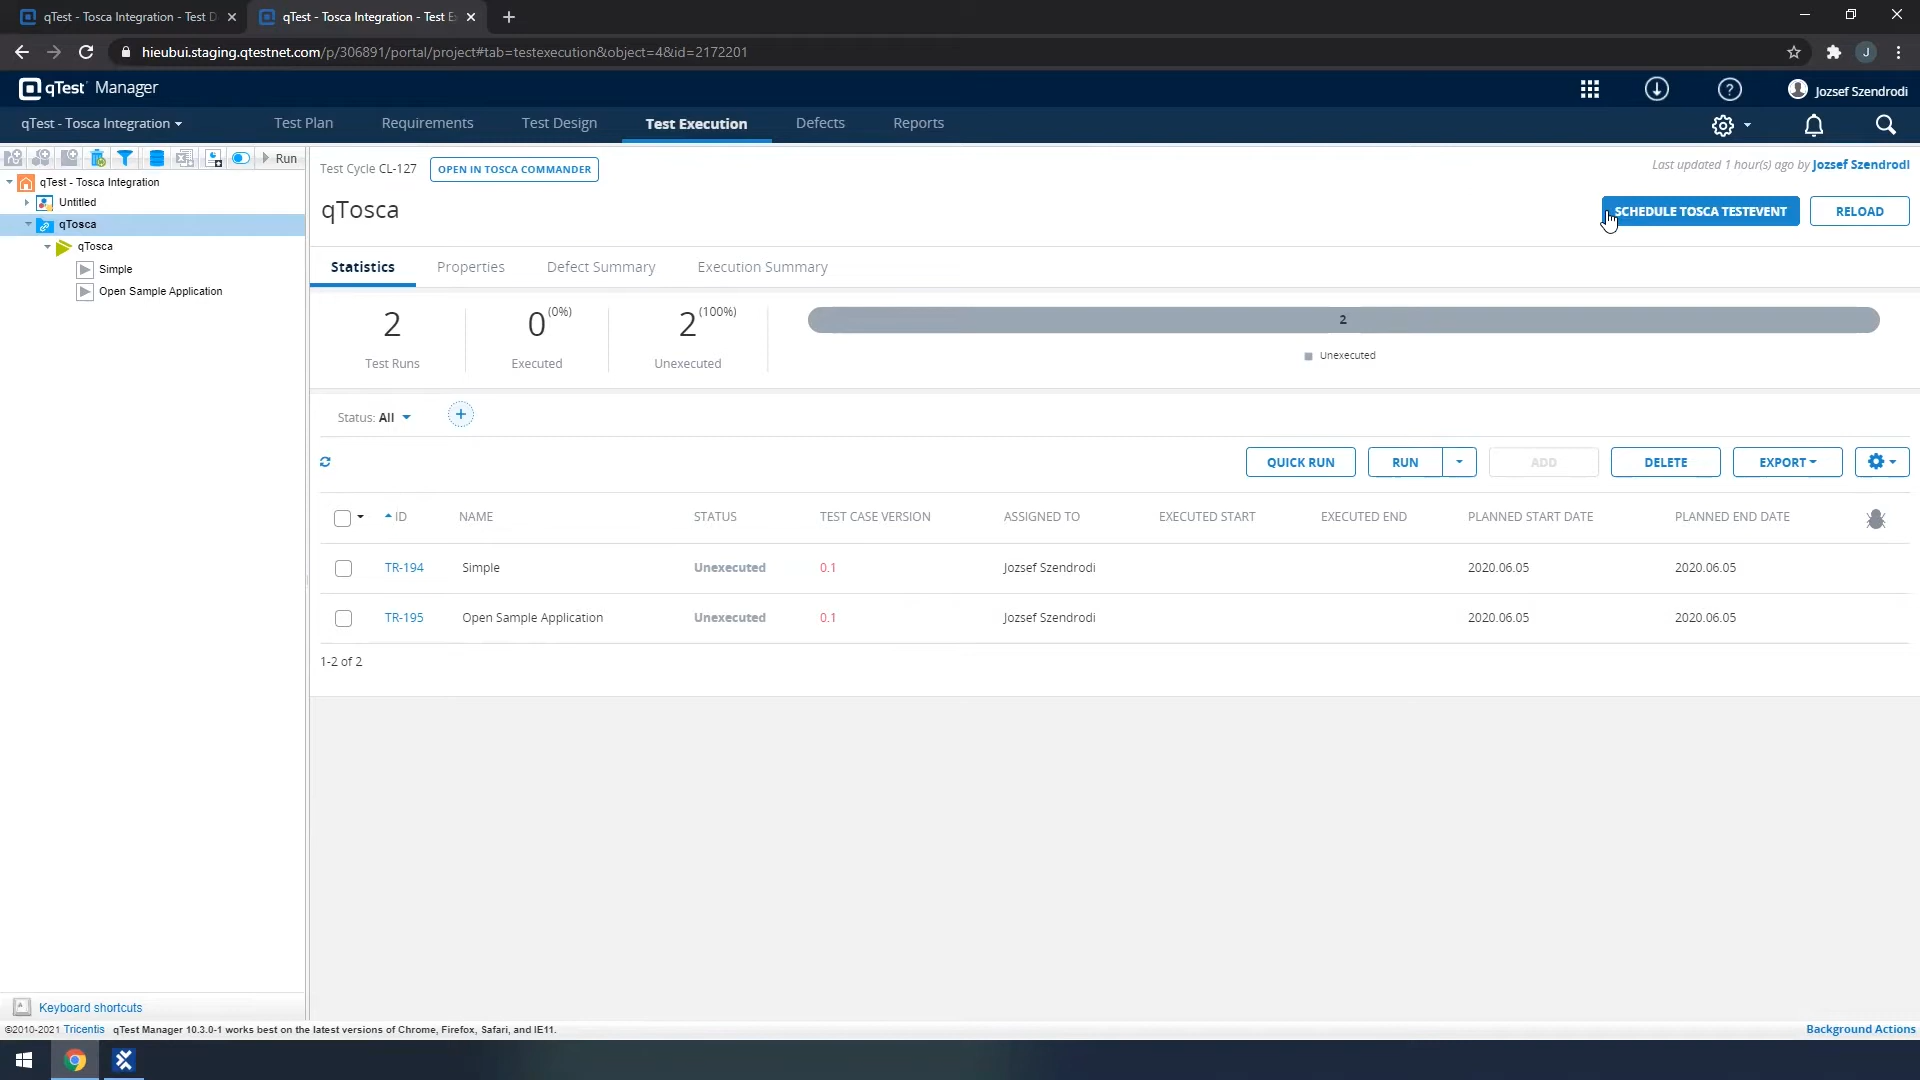 qTest - Tosca Integration - Test D
qTest - Tosca Integration - Test E
hieubui.staging.qtestnet.com/p/306891/portal/project#tab=testexecution&object=4&id=2172201
J
qTest Manager
Jozsef Szendrodi
qTest - Tosca Integration
Test Plan
Requirements
Test Design
Test Execution
Defects
Reports
Run
Test Cycle CL-127
OPEN IN TOSCA COMMANDER
Last updated 1 hour(s) ago by Jozsef Szendrodi
qTest - Tosca Integration
Untitled
qTosca
qTosca
Simple
Open Sample Application
qTosca
SCHEDULE TOSCA TESTEVENT
RELOAD
Statistics
Properties
Defect Summary
Execution Summary
2
Test Runs
0 (0%)
Executed
2 (100%)
Unexecuted
2
Unexecuted
Status: All
QUICK RUN
RUN
ADD
DELETE
EXPORT
ID NAME STATUS TEST CASE VERSION ASSIGNED TO EXECUTED START EXECUTED END PLANNED START DATE PLANNED END DATE
TR-194 Simple Unexecuted 0.1 Jozsef Szendrodi 2020.06.05 2020.06.05
TR-195 Open Sample Application Unexecuted 0.1 Jozsef Szendrodi 2020.06.05 2020.06.05
1-2 of 2
Keyboard shortcuts
©2010-2021 Tricentis qTest Manager 10.3.0-1 works best on the latest versions of Chrome, Firefox, Safari, and IE11.
Background Actions